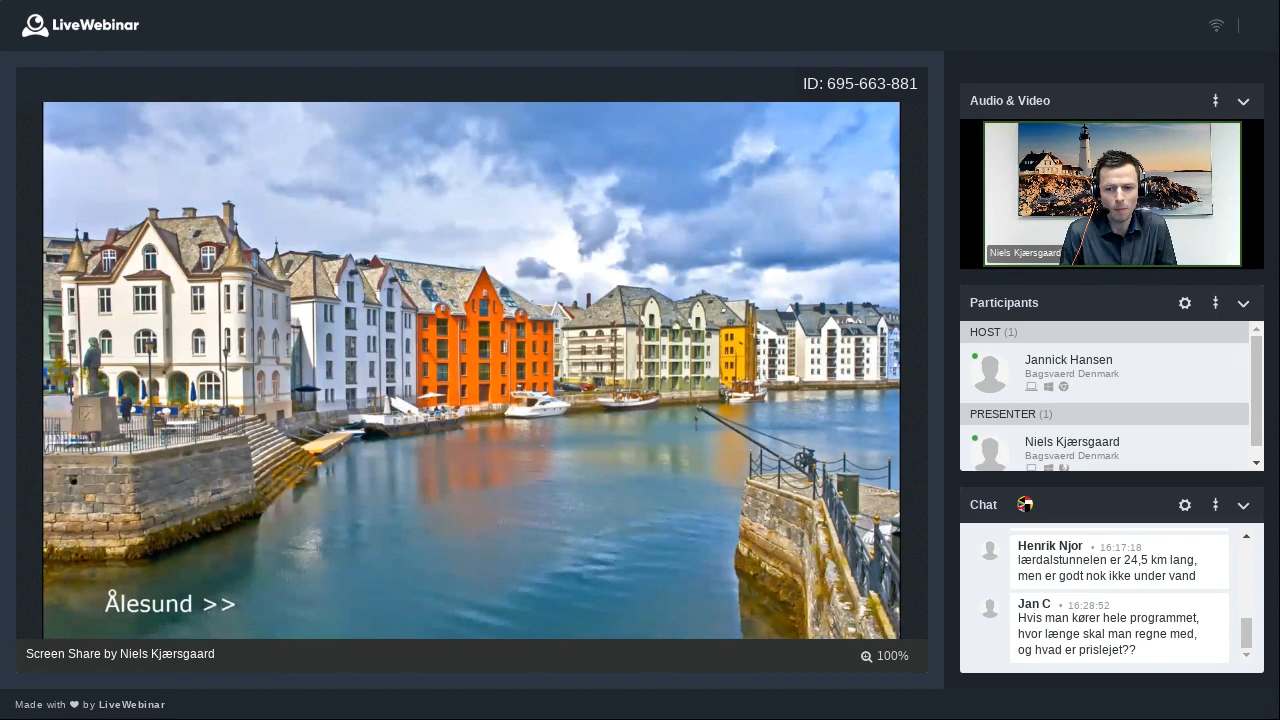 LiveWebinar
ID: 695-663-881
Ålesund >>
Screen Share by Niels Kjærsgaard
100%
Audio & Video
Niels Kjærsgaard
Participants
HOST (1)
Jannick Hansen
Bagsvaerd Denmark
PRESENTER (1)
Niels Kjærsgaard
Bagsvaerd Denmark
Chat
Henrik Njor • 16:17:18
lærdalstunnelen er 24,5 km lang,
men er godt nok ikke under vand
Jan C • 16:28:52
Hvis man kører hele programmet,
hvor længe skal man regne med,
og hvad er prislejet??
Made with ♥ by LiveWebinar